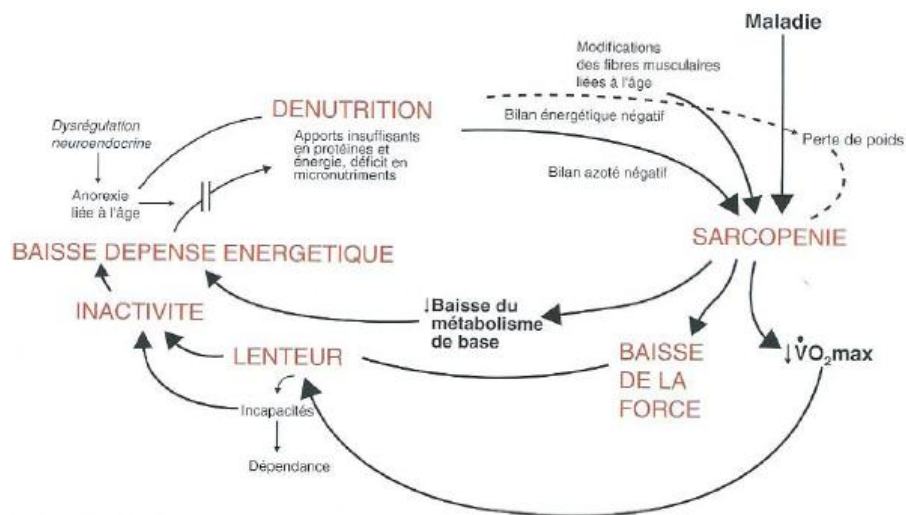 Maladie
Modifications
des fibres musculaires
liées à l'âge
DENUTRITION
Dysrégulation
neuroendocrine
Apports insuffisants
en protéines et
énergie, déficit en
micronutriments
Bilan énergétique négatif
Perte de poids
Bilan azoté négatif
Anorexie
liée à l'âge
SARCOPENIE
BAISSE DEPENSE ENERGETIQUE
INACTIVITE
↓Baisse du
métabolisme
de base
LENTEUR
BAISSE
DE LA
FORCE
↓V̇O₂max
Incapacités
Dépendance